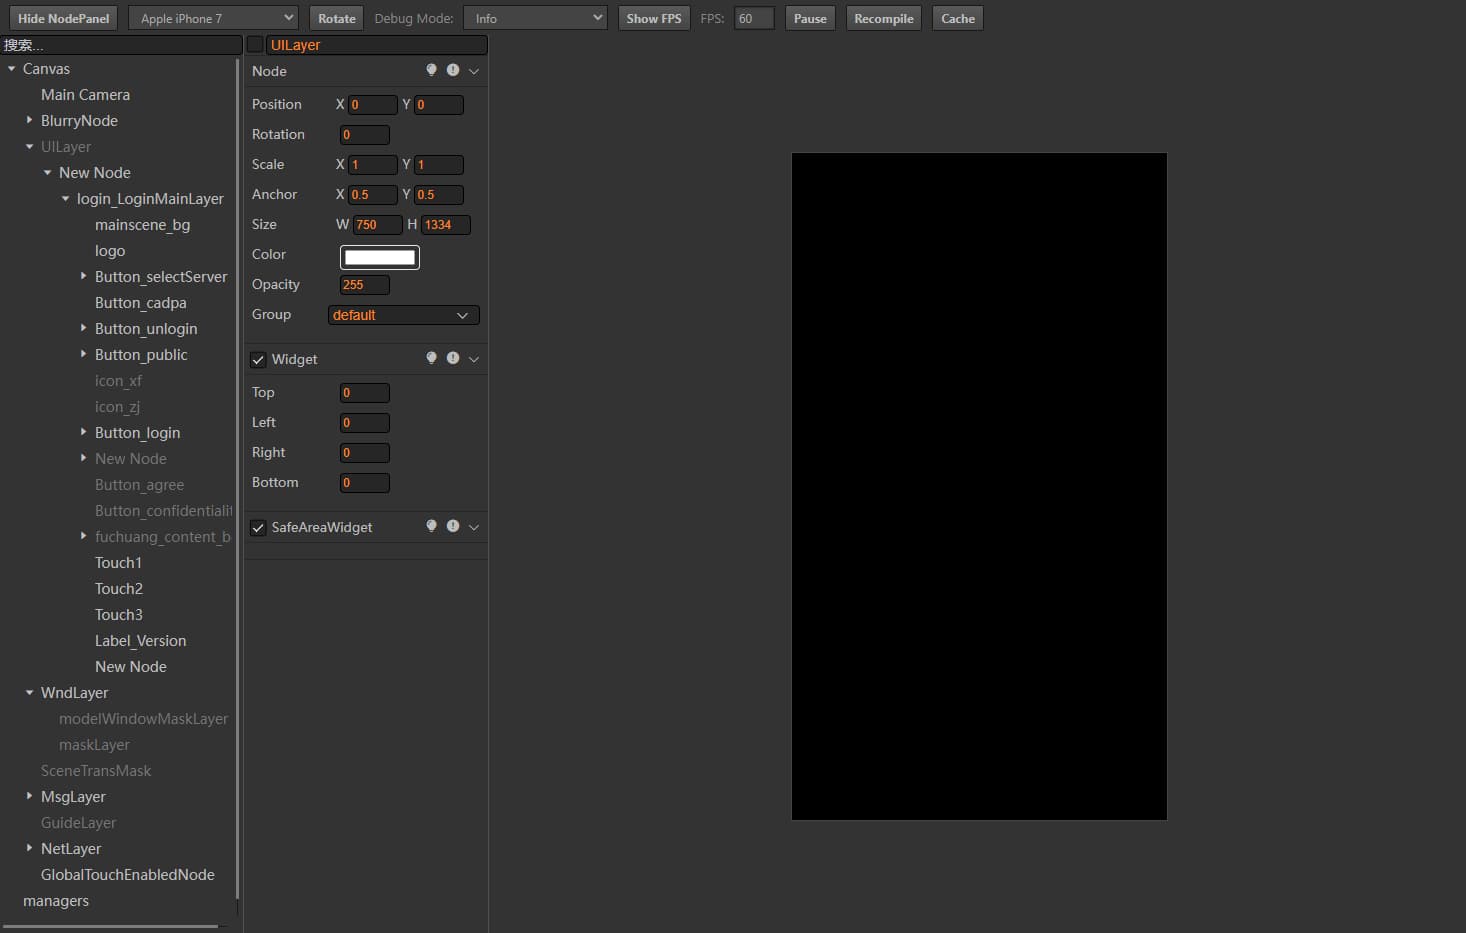 Hide NodePanel Apple iPhone 7 Rotate Debug Mode: Info Show FPS FPS: 60 Pause Recompile Cache
搜索...
Canvas
Main Camera
BlurryNode
UILayer
New Node
login_LoginMainLayer
mainscene_bg
logo
Button_selectServer
Button_cadpa
Button_unlogin
Button_public
icon_xf
icon_zj
Button_login
New Node
Button_agree
Button_confidentialit
fuchuang_content_b
Touch1
Touch2
Touch3
Label_Version
New Node
WndLayer
modelWindowMaskLayer
maskLayer
SceneTransMask
MsgLayer
GuideLayer
NetLayer
GlobalTouchEnabledNode
managers
UILayer
Node
Position X 0 Y 0
Rotation 0
Scale X 1 Y 1
Anchor X 0.5 Y 0.5
Size W 750 H 1334
Color
Opacity 255
Group default
Widget
Top 0
Left 0
Right 0
Bottom 0
SafeAreaWidget